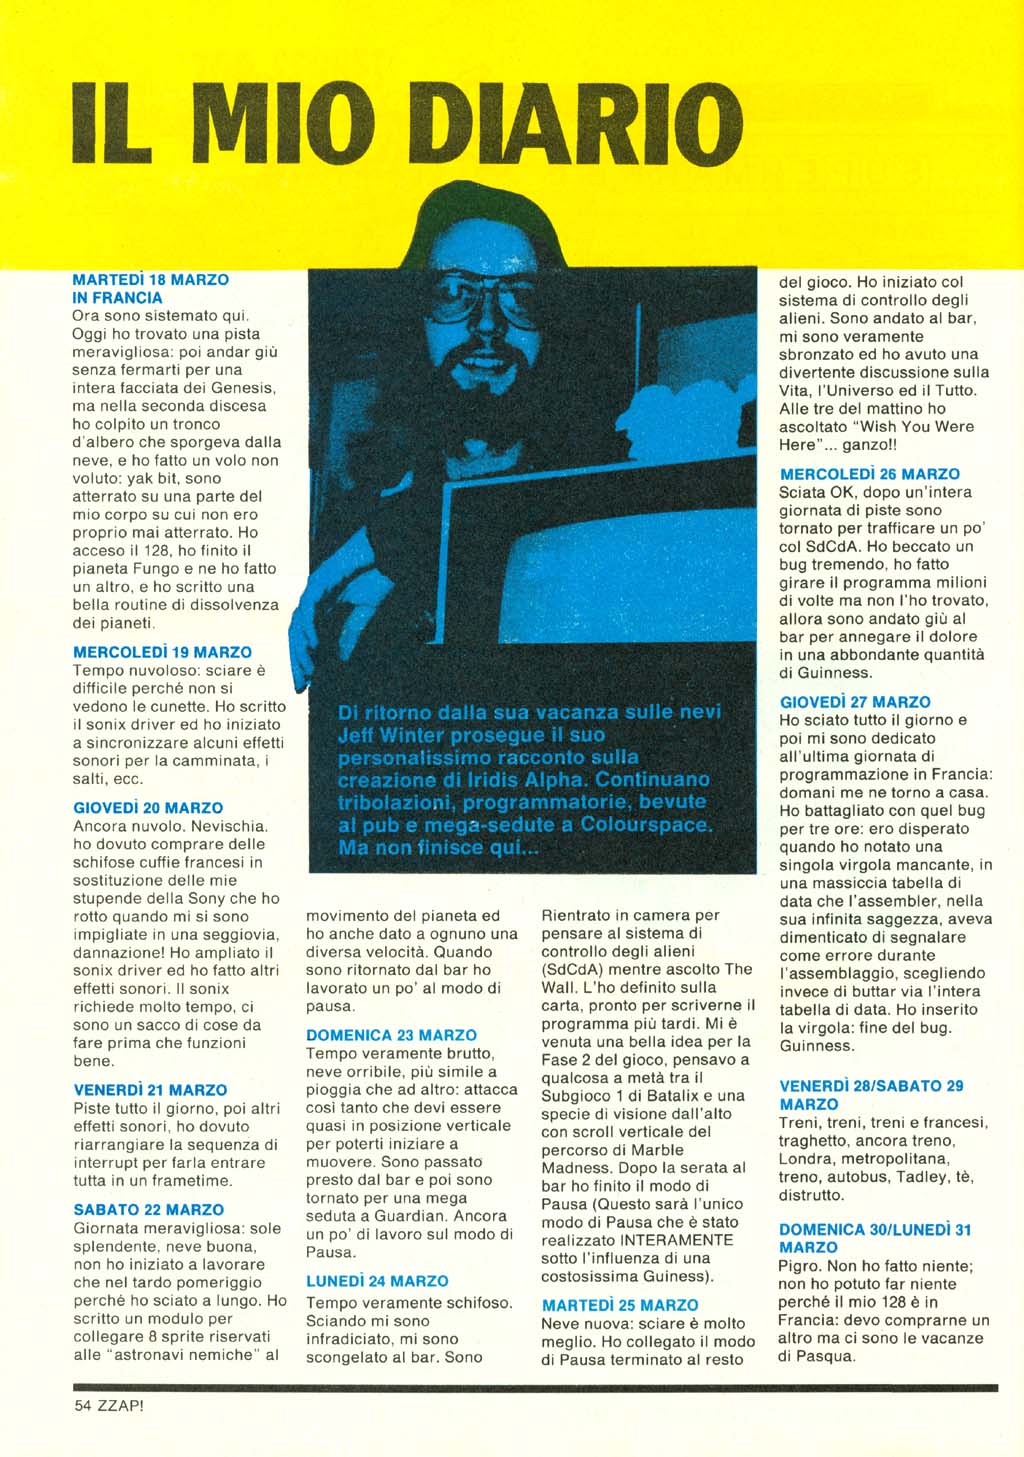 IL MIO DIARIO
MARTEDÌ 18 MARZO
IN FRANCIA
Ora sono sistemato qui.
Oggi ho trovato una pista
meravigliosa: poi andar giù
senza fermarti per una
intera facciata dei Genesis,
ma nella seconda discesa
ho colpito un tronco
d'albero che sporgeva dalla
neve, e ho fatto un volo non
voluto: yak bit, sono
atterrato su una parte del
mio corpo su cui non ero
proprio mai atterrato. Ho
acceso il 128, ho finito il
pianeta Fungo e ne ho fatto
un altro, e ho scritto una
bella routine di dissolvenza
dei pianeti.
MERCOLEDÌ 19 MARZO
Tempo nuvoloso: sciare è
difficile perché non si
vedono le cunette. Ho scritto
il sonix driver ed ho iniziato
a sincronizzare alcuni effetti
sonori per la camminata, i
salti, ecc.
GIOVEDÌ 20 MARZO
Ancora nuvolo. Nevischia.
ho dovuto comprare delle
schifose cuffie francesi in
sostituzione delle mie
stupende della Sony che ho
rotto quando mi si sono
impigliate in una seggiovia,
dannazione! Ho ampliato il
sonix driver ed ho fatto altri
effetti sonori. Il sonix
richiede molto tempo, ci
sono un sacco di cose da
fare prima che funzioni
bene.
VENERDÌ 21 MARZO
Piste tutto il giorno, poi altri
effetti sonori, ho dovuto
riarrangiare la sequenza di
interrupt per farla entrare
tutta in un frametime.
SABATO 22 MARZO
Giornata meravigliosa: sole
splendente, neve buona,
non ho iniziato a lavorare
che nel tardo pomeriggio
perché ho sciato a lungo. Ho
scritto un modulo per
collegare 8 sprite riservati
alle "astronavi nemiche" al
Di ritorno dalla sua vacanza sulle nevi
Jeff Winter prosegue il suo
personalissimo racconto sulla
creazione di Iridis Alpha. Continuano
tribolazioni, programmatorie, bevute
al pub e mega-sedute a Colourspace.
Ma non finisce qui...
movimento del pianeta ed
ho anche dato a ognuno una
diversa velocità. Quando
sono ritornato dal bar ho
lavorato un po' al modo di
pausa.
DOMENICA 23 MARZO
Tempo veramente brutto,
neve orribile, più simile a
pioggia che ad altro: attacca
così tanto che devi essere
quasi in posizione verticale
per poterti iniziare a
muovere. Sono passato
presto dal bar e poi sono
tornato per una mega
seduta a Guardian. Ancora
un po' di lavoro sul modo di
Pausa.
LUNEDÌ 24 MARZO
Tempo veramente schifoso.
Sciando mi sono
infradiciato, mi sono
scongelato al bar. Sono
Rientrato in camera per
pensare al sistema di
controllo degli alieni
(SdCdA) mentre ascolto The
Wall. L'ho definito sulla
carta, pronto per scriverne il
programma più tardi. Mi è
venuta una bella idea per la
Fase 2 del gioco, pensavo a
qualcosa a metà tra il
Subgioco 1 di Batalix e una
specie di visione dall'alto
con scroll verticale del
percorso di Marble
Madness. Dopo la serata al
bar ho finito il modo di
Pausa (Questo sarà l'unico
modo di Pausa che è stato
realizzato INTERAMENTE
sotto l'influenza di una
costosissima Guiness).
MARTEDÌ 25 MARZO
Neve nuova: sciare è molto
meglio. Ho collegato il modo
di Pausa terminato al resto
del gioco. Ho iniziato col
sistema di controllo degli
alieni. Sono andato al bar,
mi sono veramente
sbronzato ed ho avuto una
divertente discussione sulla
Vita, l'Universo ed il Tutto.
Alle tre del mattino ho
ascoltato "Wish You Were
Here"... ganzo!!
MERCOLEDÌ 26 MARZO
Sciata OK, dopo un'intera
giornata di piste sono
tornato per trafficare un po'
col SdCdA. Ho beccato un
bug tremendo, ho fatto
girare il programma milioni
di volte ma non l'ho trovato,
allora sono andato giù al
bar per annegare il dolore
in una abbondante quantità
di Guinness.
GIOVEDÌ 27 MARZO
Ho sciato tutto il giorno e
poi mi sono dedicato
all'ultima giornata di
programmazione in Francia:
domani me ne torno a casa.
Ho battagliato con quel bug
per tre ore: ero disperato
quando ho notato una
singola virgola mancante, in
una massiccia tabella di
data che l'assembler, nella
sua infinita saggezza, aveva
dimenticato di segnalare
come errore durante
l'assemblaggio, scegliendo
invece di buttar via l'intera
tabella di data. Ho inserito
la virgola: fine del bug.
Guinness.
VENERDÌ 28/SABATO 29
MARZO
Treni, treni, treni e francesi,
traghetto, ancora treno,
Londra, metropolitana,
treno, autobus, Tadley, tè,
distrutto.
DOMENICA 30/LUNEDÌ 31
MARZO
Pigro. Non ho fatto niente;
non ho potuto far niente
perché il mio 128 è in
Francia: devo comprarne un
altro ma ci sono le vacanze
di Pasqua.
54 ZZAP!